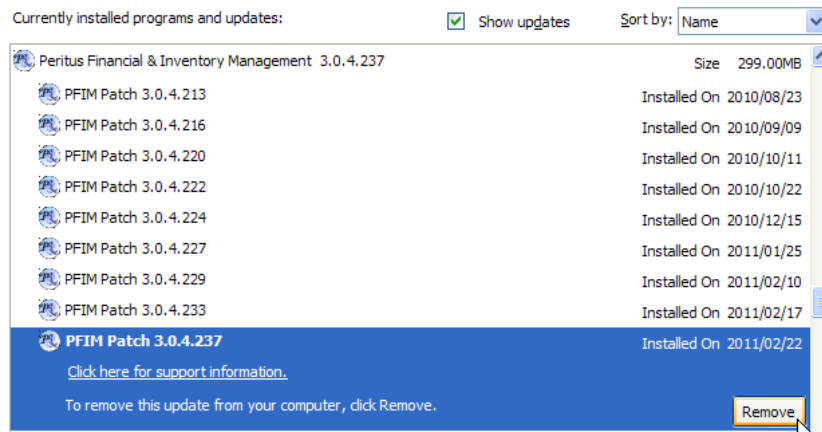 Currently installed programs and updates: Show updates Sort by: Name
Peritus Financial & Inventory Management 3.0.4.237 Size 299.00MB
PFIM Patch 3.0.4.213 Installed On 2010/08/23
PFIM Patch 3.0.4.216 Installed On 2010/09/09
PFIM Patch 3.0.4.220 Installed On 2010/10/11
PFIM Patch 3.0.4.222 Installed On 2010/10/22
PFIM Patch 3.0.4.224 Installed On 2010/12/15
PFIM Patch 3.0.4.227 Installed On 2011/01/25
PFIM Patch 3.0.4.229 Installed On 2011/02/10
PFIM Patch 3.0.4.233 Installed On 2011/02/17
PFIM Patch 3.0.4.237 Installed On 2011/02/22
Click here for support information.
To remove this update from your computer, click Remove. Remove